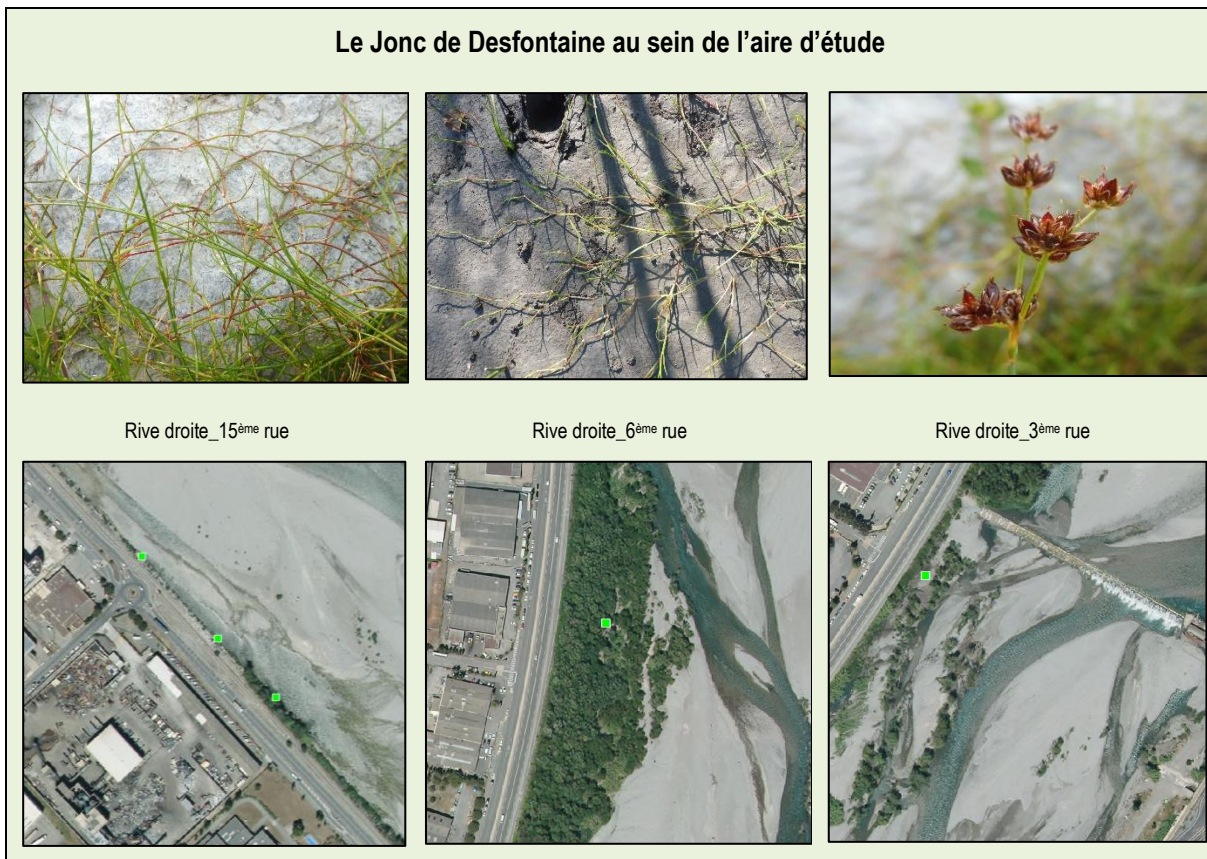 Le Jonc de Desfontaine au sein de l'aire d'étude
Rive droite_15ème rue
Rive droite_6ème rue
Rive droite_3ème rue